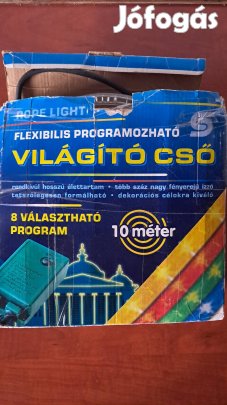 Jófogás
ROPE LIGHT
FLEXIBILIS PROGRAMOZHATÓ
VILÁGÍTÓ CSŐ
rendkívül hosszú élettartam • több száz nagy fényerejű izzó
tetszőlegesen formálható • dekorációs célokra kiváló
8 VÁLASZTHATÓ
PROGRAM
10 méter